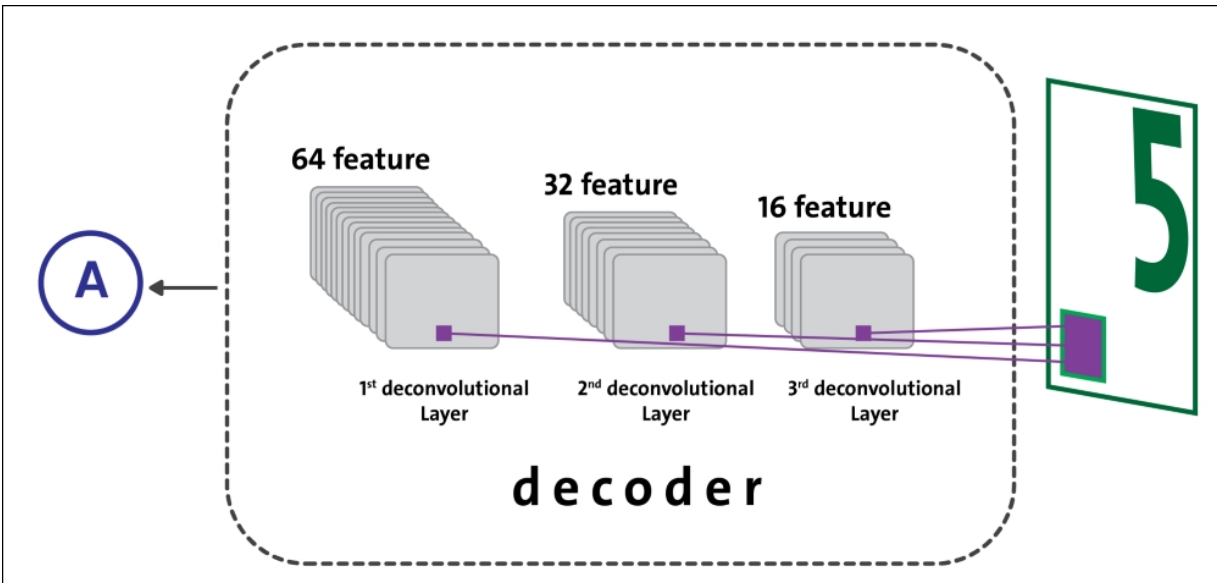 64 feature
32 feature
16 feature
5
A
1st deconvolutional
Layer
2nd deconvolutional
Layer
3rd deconvolutional
Layer
decoder